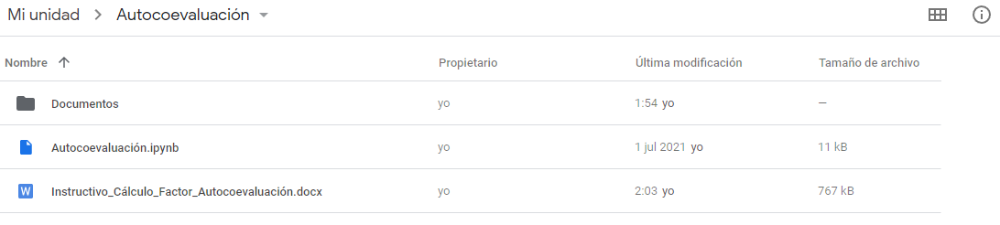 Mi unidad > Autocoevaluación
Nombre ↑ Propietario Última modificación Tamaño de archivo
Documentos yo 1:54 yo —
Autocoevaluación.ipynb yo 1 jul 2021 yo 11 kB
W Instructivo_Cálculo_Factor_Autocoevaluación.docx yo 2:03 yo 767 kB